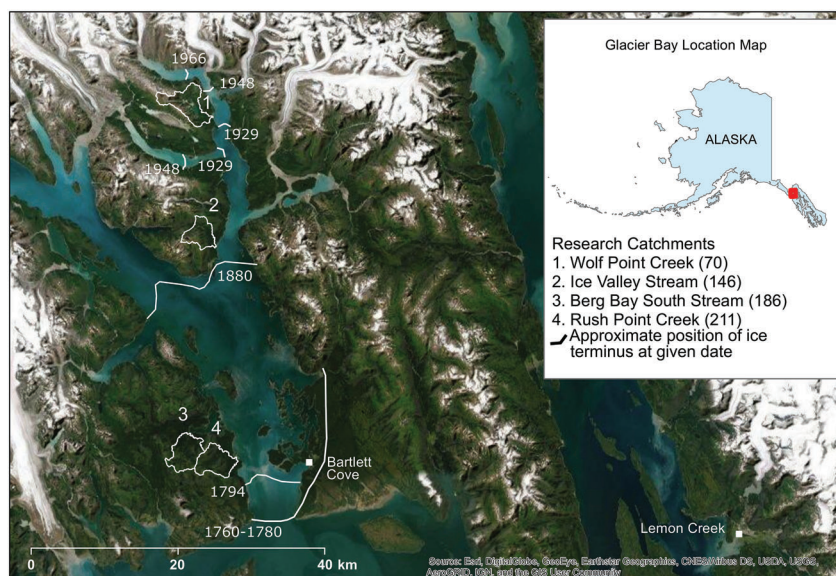 1966
1948
1
1929
1948
1929
2
1880
3
4
1794
Bartlett
Cove
1760-1780
Lemon Creek
0
20
40 km
Glacier Bay Location Map
ALASKA
Research Catchments
1. Wolf Point Creek (70)
2. Ice Valley Stream (146)
3. Berg Bay South Stream (186)
4. Rush Point Creek (211)
Approximate position of ice
terminus at given date
Source: Esri, DigitalGlobe, GeoEye, Earthstar Geographics, CNES/Airbus DS, USDA, USGS,
AeroGRID, IGN, and the GIS User Community